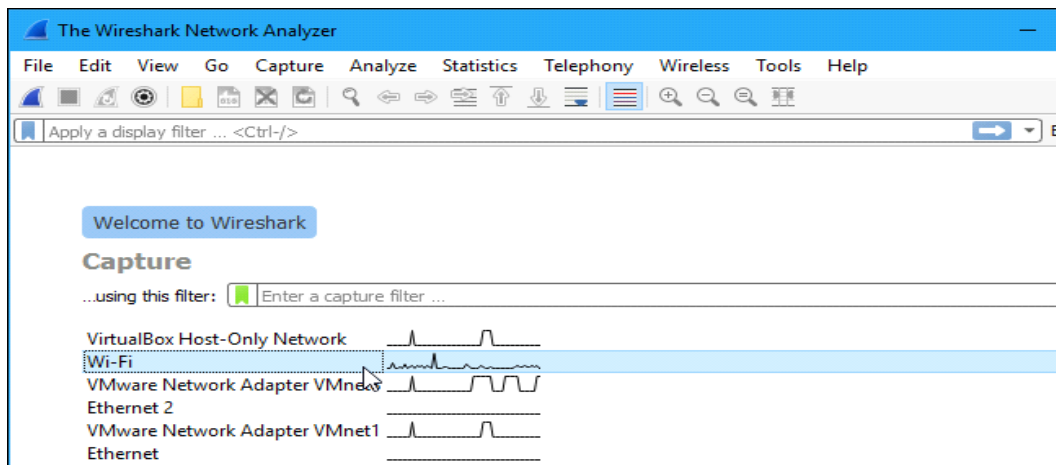 The Wireshark Network Analyzer
File Edit View Go Capture Analyze Statistics Telephony Wireless Tools Help
Apply a display filter ... <Ctrl-/>
Welcome to Wireshark
Capture
...using this filter: Enter a capture filter ...
VirtualBox Host-Only Network
Wi-Fi
VMware Network Adapter
Ethernet 2
VMware Network Adapter VMnet1
Ethernet